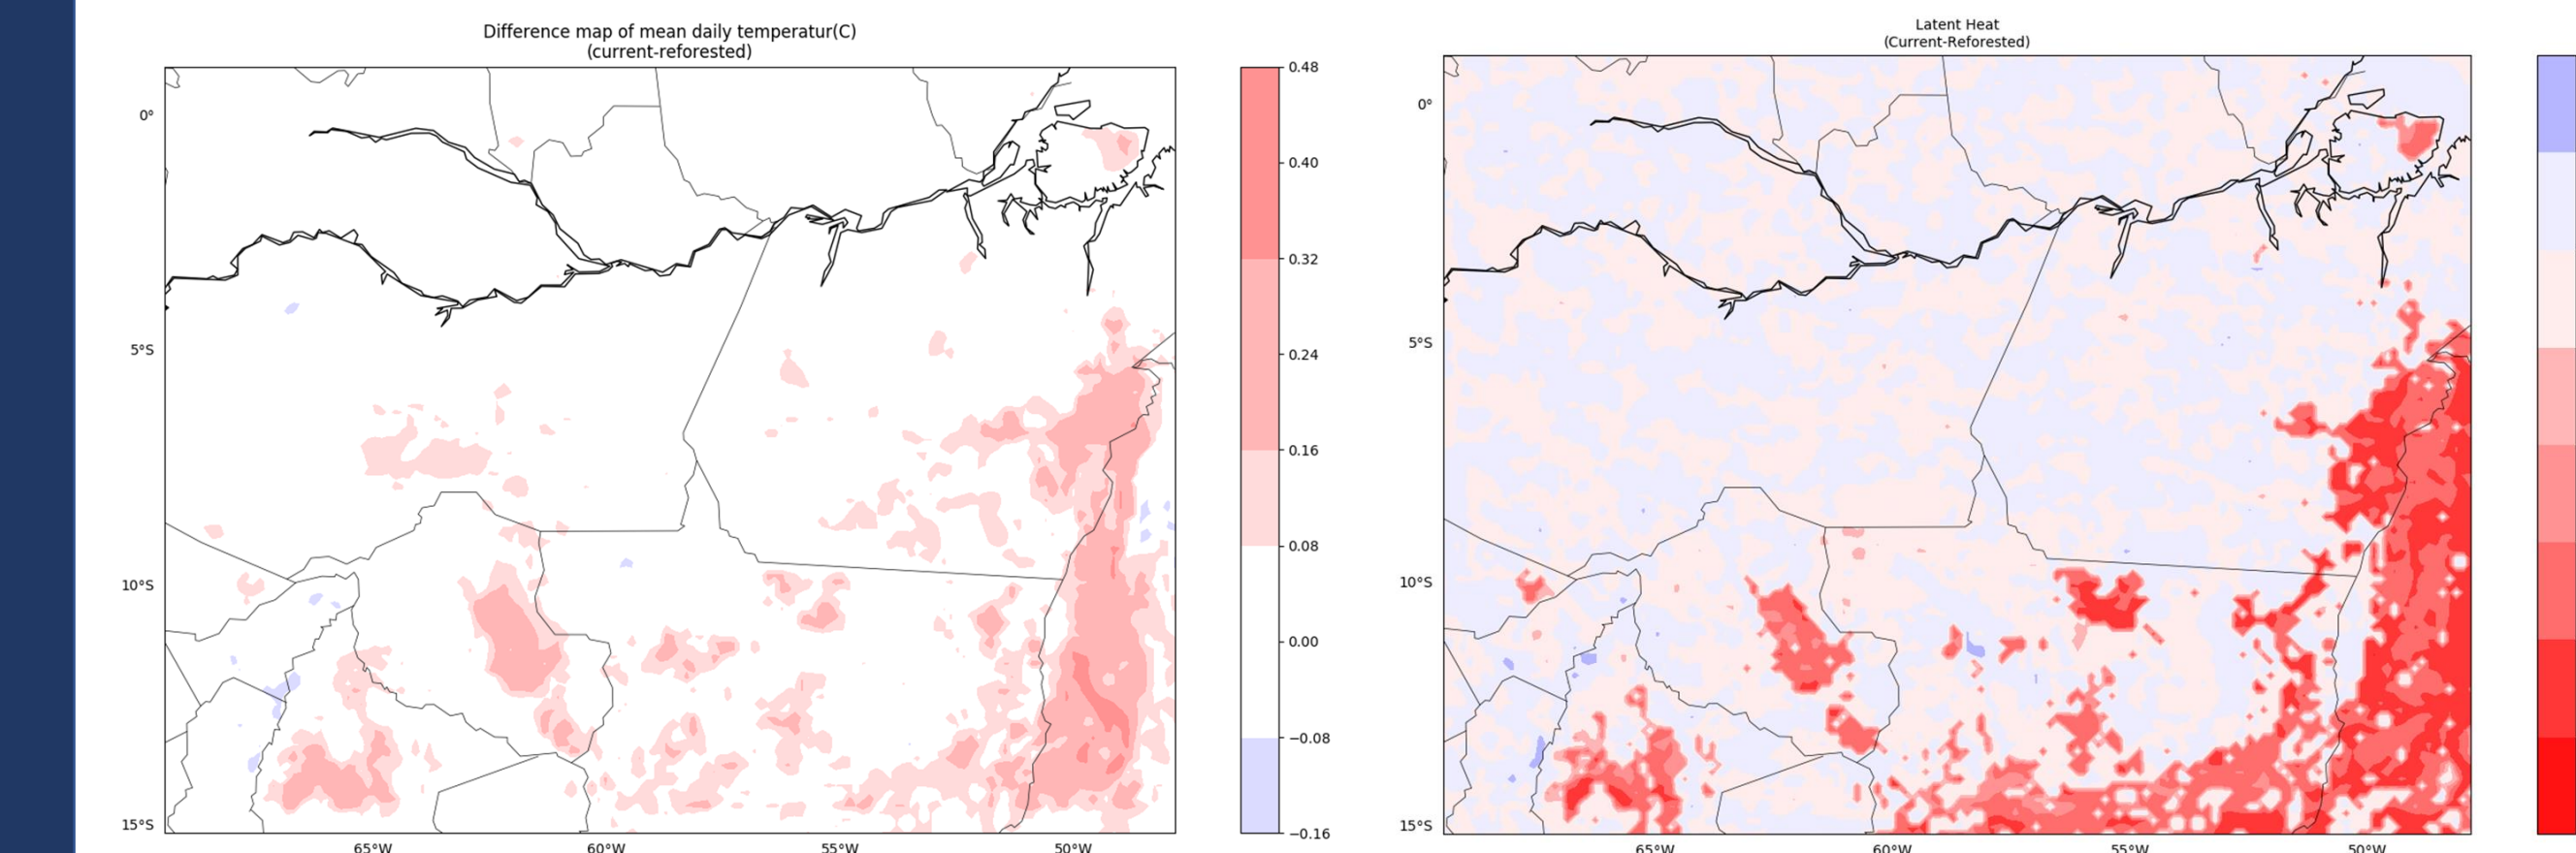 Difference map of mean daily temperatur(C)
(current-reforested)
0°
5°S
10°S
15°S
65°W
60°W
55°W
50°W
0.48
0.40
0.32
0.24
0.16
0.08
0.00
−0.08
−0.16
Latent Heat
(Current-Reforested)
0°
5°S
10°S
15°S
65°W
60°W
55°W
50°W